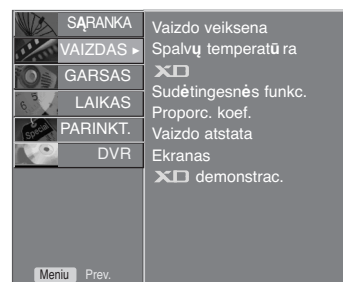 SĄRANKA
VAIZDAS ►
GARSAS
LAIKAS
PARINKT.
DVR
Vaizdo veiksena
Spalvų temperatūra
XD
Sudėtingesnės funkc.
Proporc. koef.
Vaizdo atstata
Ekranas
XD demonstrac.
Meniu Prev.